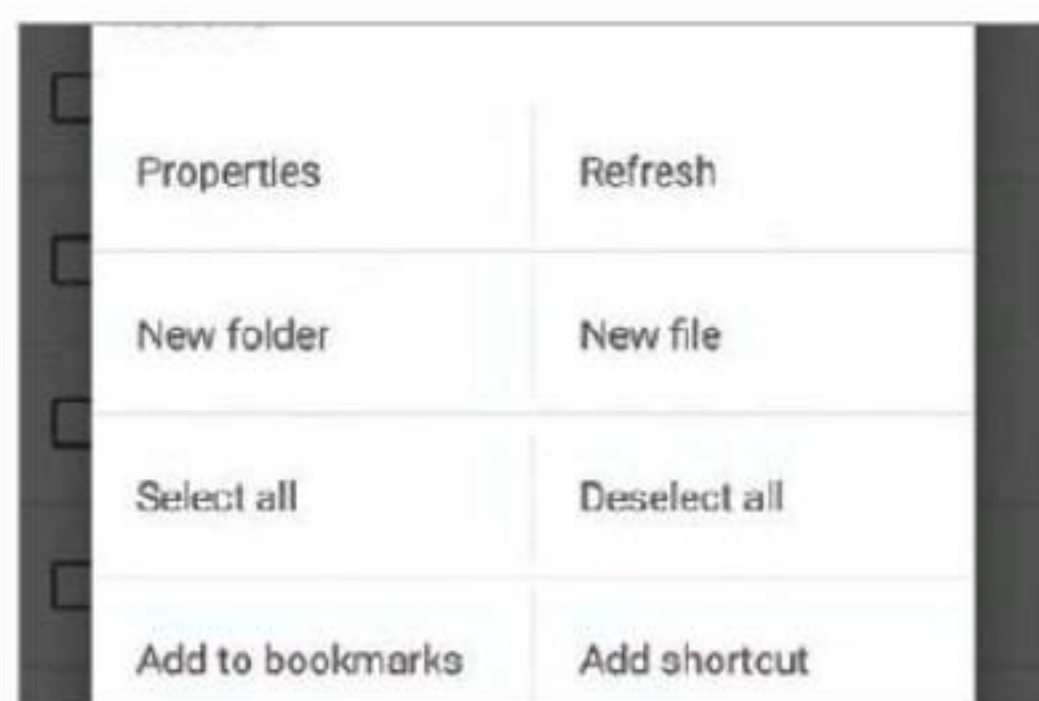 Properties Refresh
New folder New file
Select all Deselect all
Add to bookmarks Add shortcut